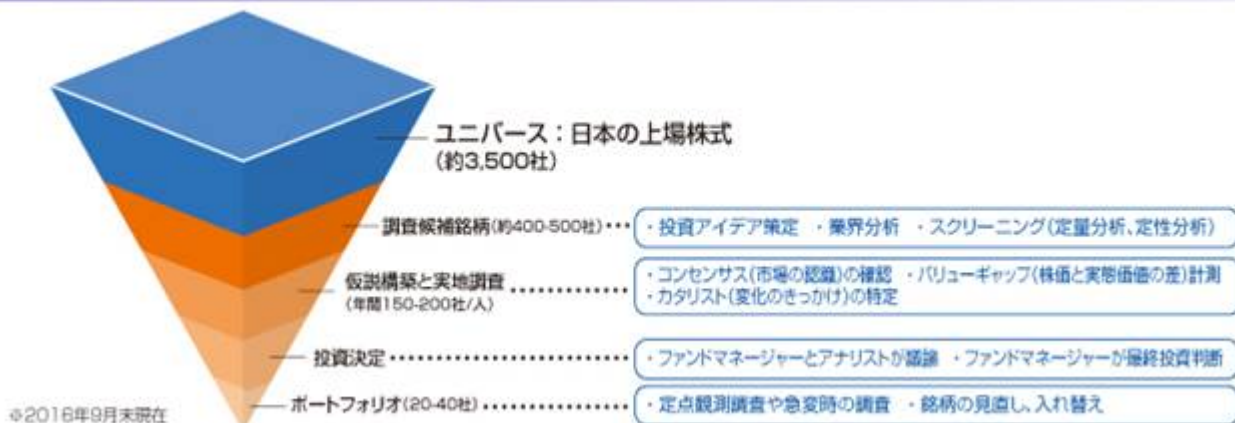 ユニバース：日本の上場株式
(約3,500社)
調査候補銘柄(約400-500社)･･･
・投資アイデア策定 ・業界分析 ・スクリーニング(定量分析、定性分析)
仮説構築と実地調査
(年間150-200社/人)
・コンセンサス(市場の認識)の確認 ・バリューギャップ(株価と実態価値の差)計測
・カタリスト(変化のきっかけ)の特定
投資決定
・ファンドマネージャーとアナリストが議論 ・ファンドマネージャーが最終投資判断
ポートフォリオ(20-40社)
・定点観測調査や急変時の調査 ・銘柄の見直し、入れ替え
※2016年9月末現在